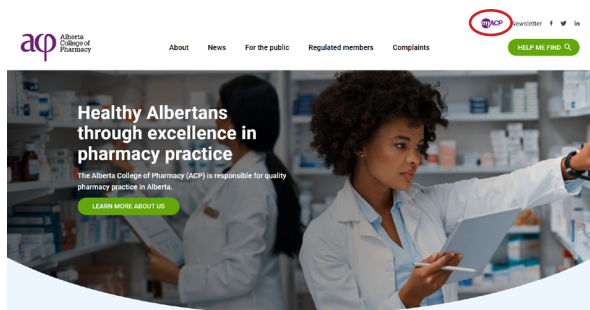 myACP Newsletter
acp Alberta
College of
Pharmacy
About News For the public Regulated members Complaints
HELP ME FIND
Healthy Albertans
through excellence in
pharmacy practice
The Alberta College of Pharmacy (ACP) is responsible for quality
pharmacy practice in Alberta.
LEARN MORE ABOUT US